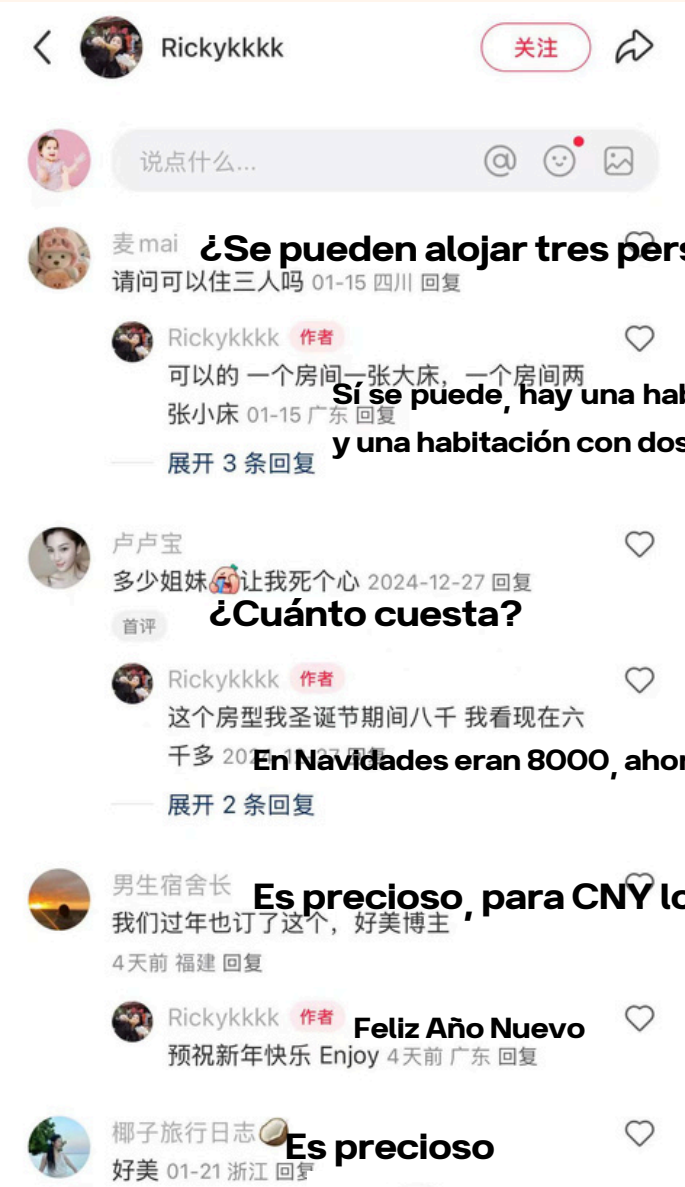 Rickykkkk 关注
说点什么...
麦mai
¿Se pueden alojar tres pers
请问可以住三人吗 01-15 四川 回复
Rickykkkk 作者
可以的 一个房间一张大床，一个房间两
Sí se puede, hay una hab
张小床 01-15 广东 回复
y una habitación con dos
展开 3 条回复
卢卢宝
多少姐妹让我死个心 2024-12-27 回复
¿Cuánto cuesta?
首评
Rickykkkk 作者
这个房型我圣诞节期间八千 我看现在六
千多 2024-12-27 回复
En Navidades eran 8000, ahor
展开 2 条回复
男生宿舍长
Es precioso, para CNY lo
我们过年也订了这个，好美博主
4天前 福建 回复
Rickykkkk 作者
Feliz Año Nuevo
预祝新年快乐 Enjoy 4天前 广东 回复
椰子旅行日志
Es precioso
好美 01-21 浙江 回复